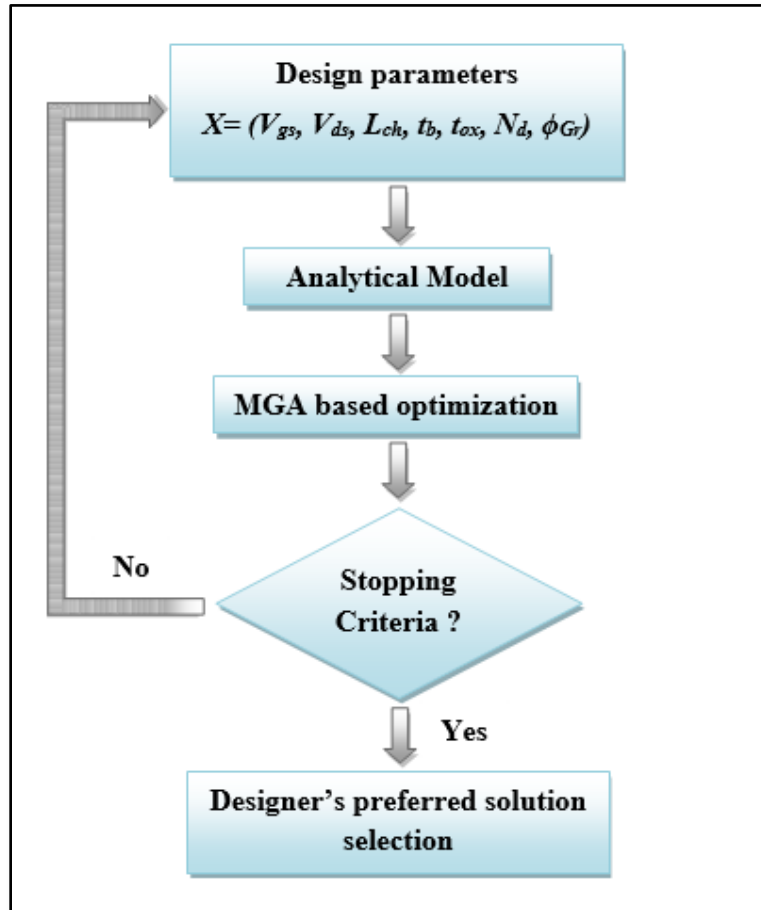 Design parameters
X= (Vgs, Vds, Lch, tb, tox, Nd, ϕGr)
Analytical Model
MGA based optimization
Stopping
Criteria ?
No
Yes
Designer’s preferred solution
selection